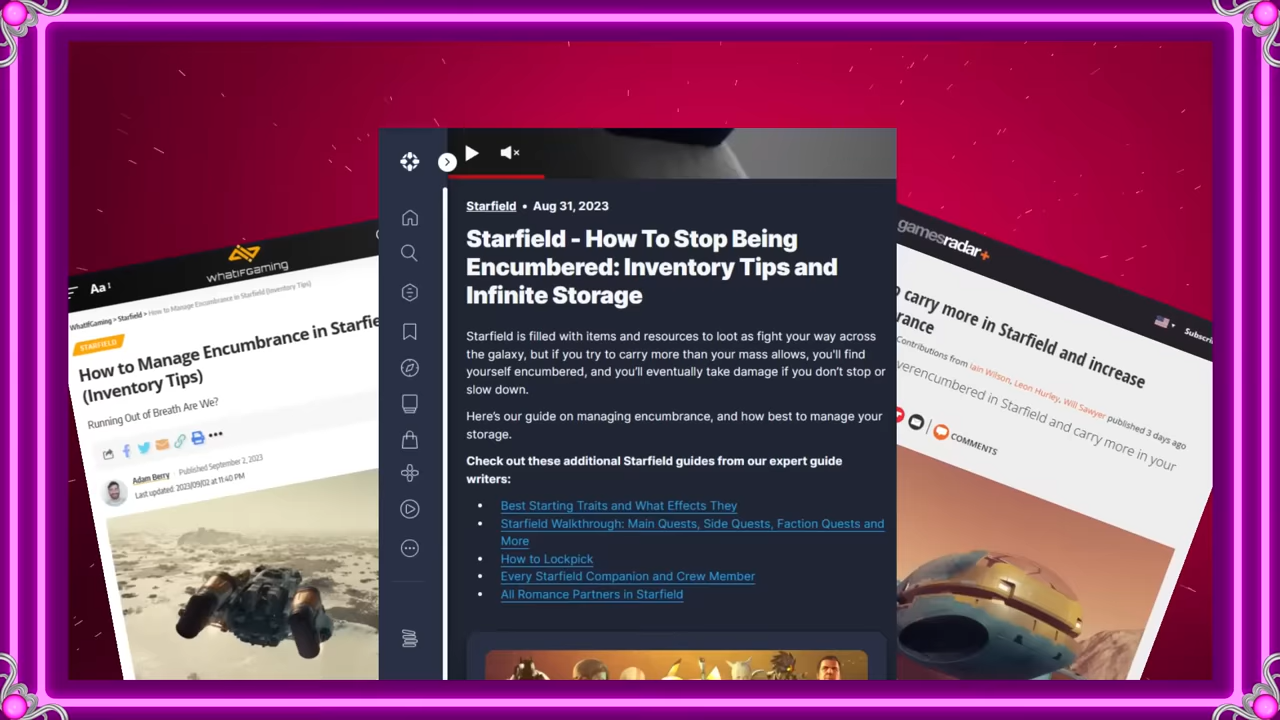 whatifgaming
Aa
WhatIfGaming > Starfield > How to Manage Encumbrance in Starfield (Inventory Tips)
STARFIELD
How to Manage Encumbrance in Starfie
(Inventory Tips)
Running Out of Breath Are We?
Adam Berry
Published September 2, 2023
Last updated: 2023/09/02 at 11:40 PM
Starfield • Aug 31, 2023
Starfield - How To Stop Being
Encumbered: Inventory Tips and
Infinite Storage
Starfield is filled with items and resources to loot as fight your way across
the galaxy, but if you try to carry more than your mass allows, you'll find
yourself encumbered, and you'll eventually take damage if you don't stop or
slow down.
Here's our guide on managing encumbrance, and how best to manage your
storage.
Check out these additional Starfield guides from our expert guide
writers:
• Best Starting Traits and What Effects They
• Starfield Walkthrough: Main Quests, Side Quests, Faction Quests and
More
• How to Lockpick
• Every Starfield Companion and Crew Member
• All Romance Partners in Starfield
gamesradar+
Subscri
o carry more in Starfield and increase
rance
Contributions from Iain Wilson, Leon Hurley, Will Sawyer published 3 days ago
verencumbered in Starfield and carry more in your
COMMENTS